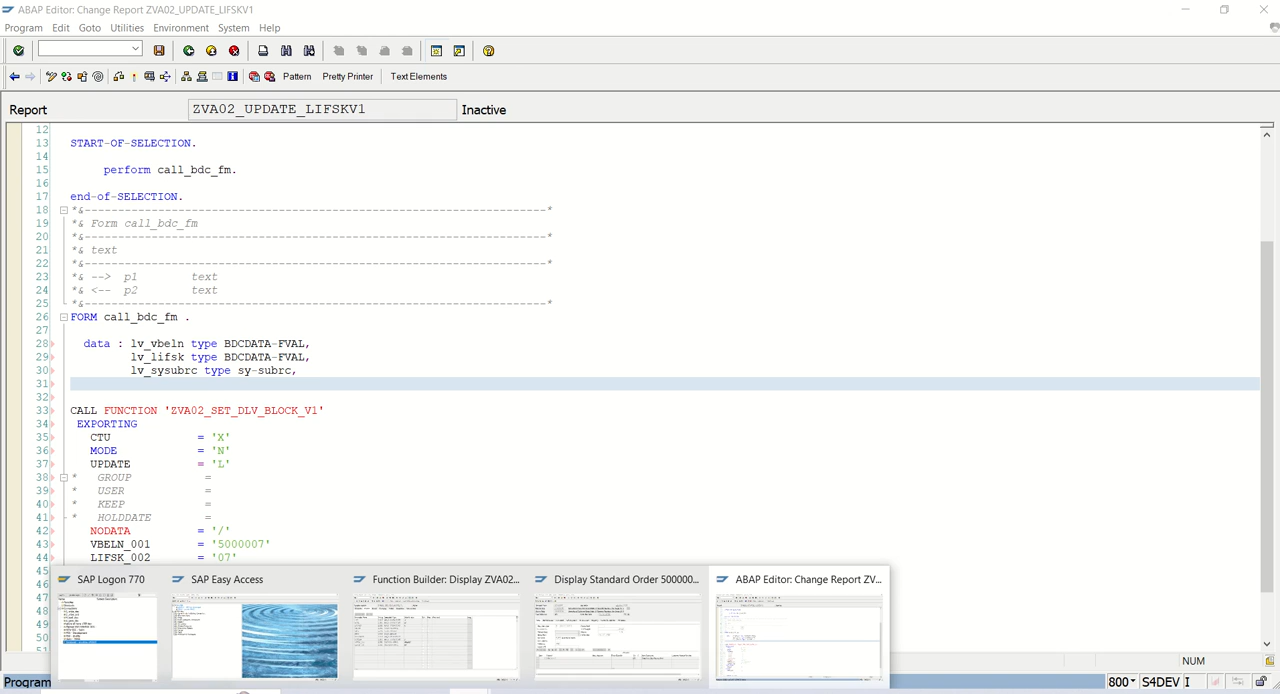 ABAP Editor: Change Report ZVA02_UPDATE_LIFSKV1
Program Edit Goto Utilities Environment System Help
Pattern Pretty Printer Text Elements
Report ZVA02_UPDATE_LIFSKV1 Inactive
12
13 START-OF-SELECTION.
14
15 perform call_bdc_fm.
16
17 end-of-SELECTION.
18 *&---------------------------------------------------------------------*
19 *& Form call_bdc_fm
20 *&---------------------------------------------------------------------*
21 *& text
22 *&---------------------------------------------------------------------*
23 *& --> p1 text
24 *& <-- p2 text
25 *&---------------------------------------------------------------------*
26 FORM call_bdc_fm .
27
28 data : lv_vbeln type BDCDATA-FVAL,
29 lv_lifsk type BDCDATA-FVAL,
30 lv_sysubrc type sy-subrc,
31
32
33 CALL FUNCTION 'ZVA02_SET_DLV_BLOCK_V1'
34 EXPORTING
35 CTU = 'X'
36 MODE = 'N'
37 UPDATE = 'L'
38 * GROUP =
39 * USER =
40 * KEEP =
41 * HOLDDATE =
42 NODATA = '/'
43 VBELN_001 = '5000007'
44 LIFSK_002 = '07'
45
46
47
48
49
50
51
SAP Logon 770
SAP Easy Access
Function Builder: Display ZVA02...
Display Standard Order 500000...
ABAP Editor: Change Report ZV...
NUM
Program
800 S4DEV I